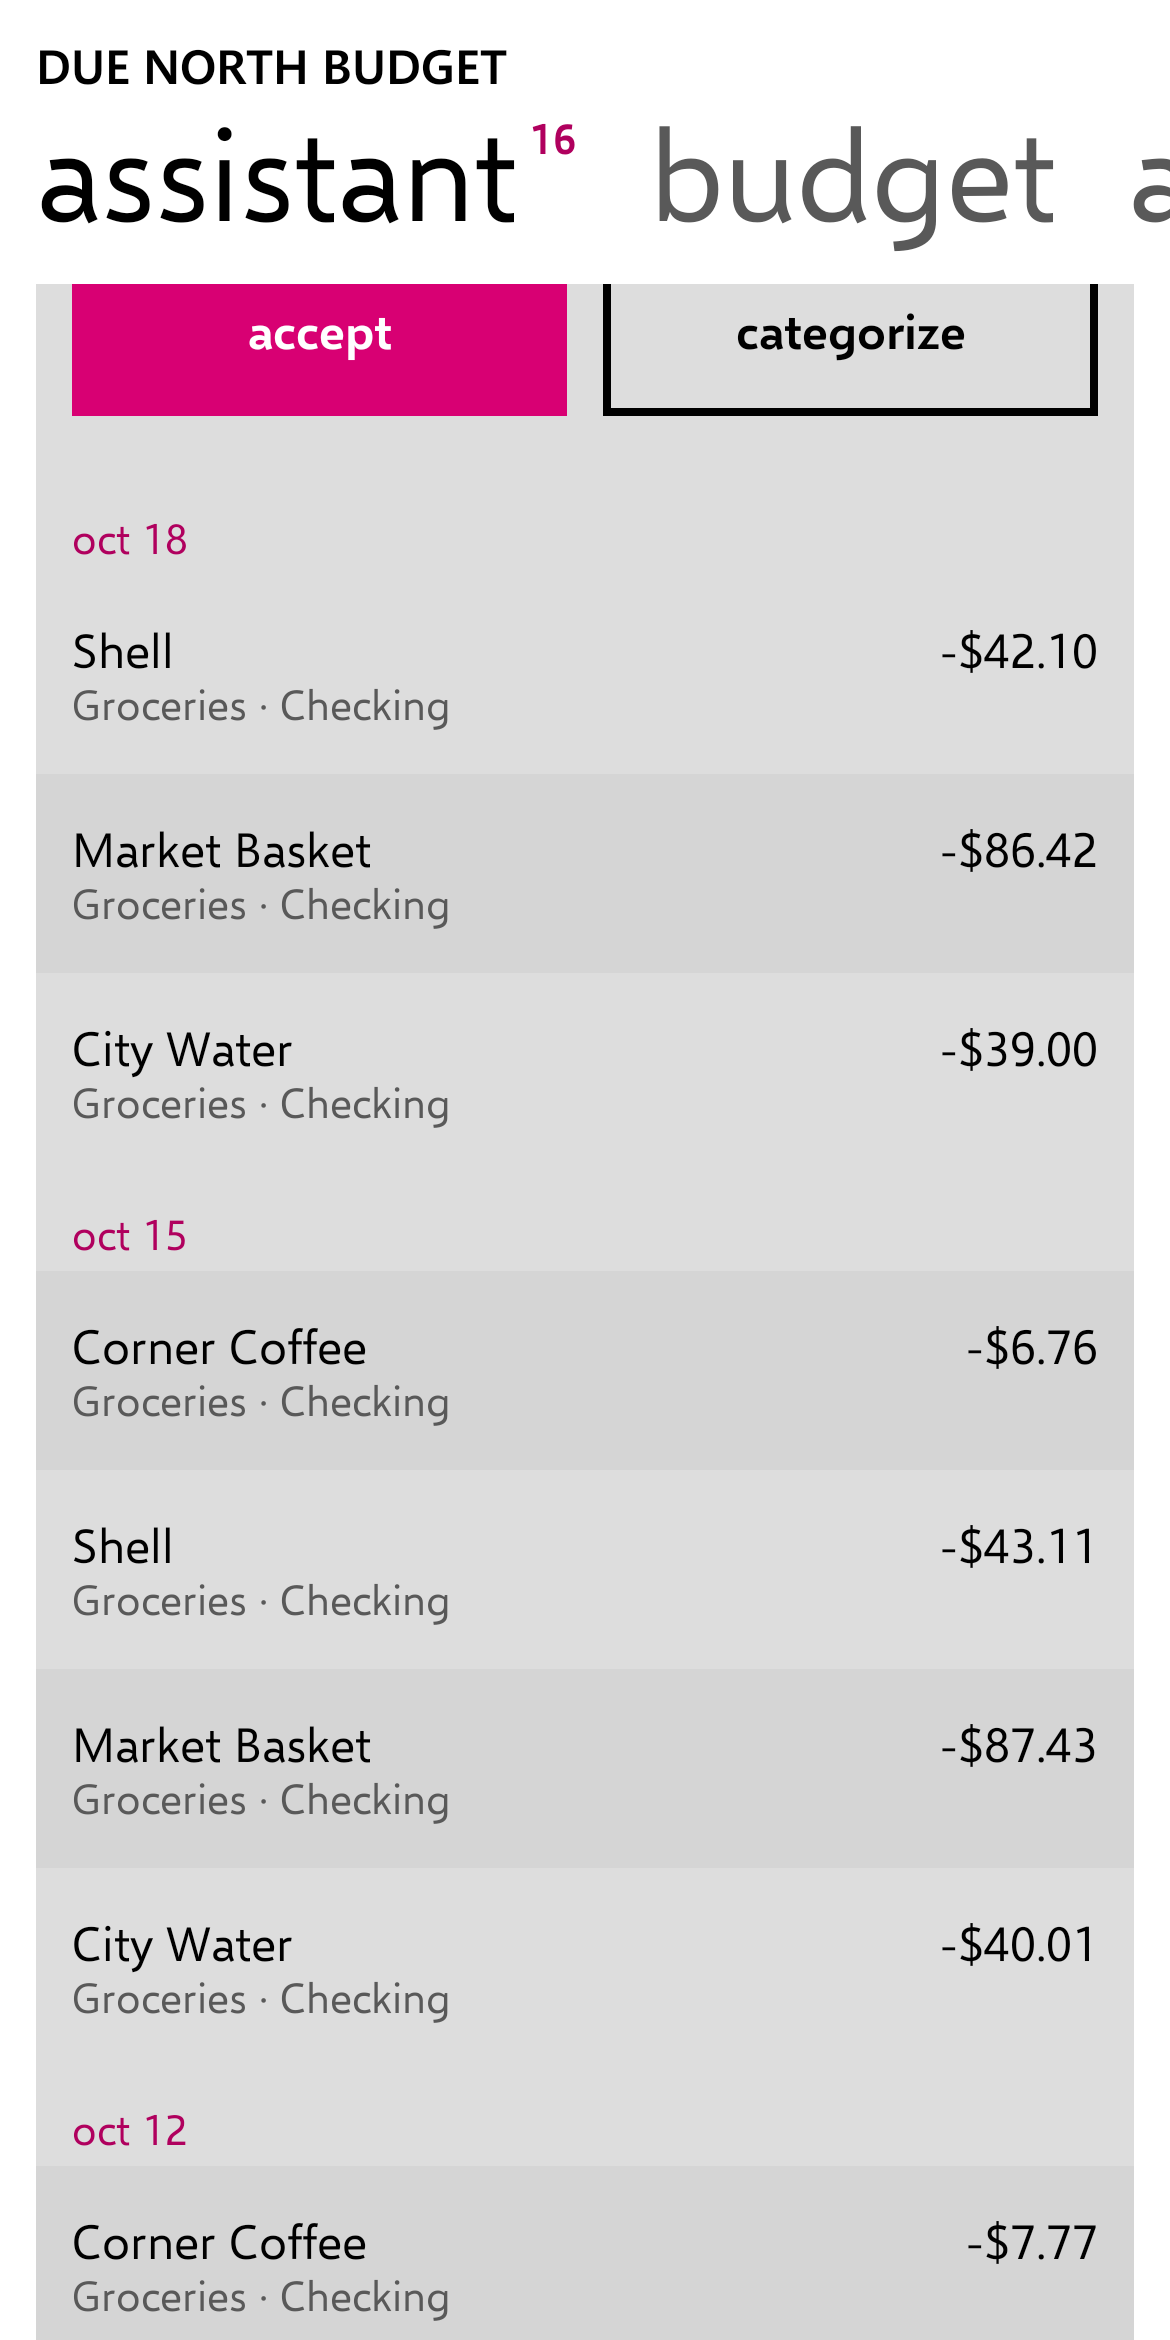 DUE NORTH BUDGET
assistant 16 budget a
accept categorize
oct 18
Shell -$42.10
Groceries · Checking
Market Basket -$86.42
Groceries · Checking
City Water -$39.00
Groceries · Checking
oct 15
Corner Coffee -$6.76
Groceries · Checking
Shell -$43.11
Groceries · Checking
Market Basket -$87.43
Groceries · Checking
City Water -$40.01
Groceries · Checking
oct 12
Corner Coffee -$7.77
Groceries · Checking